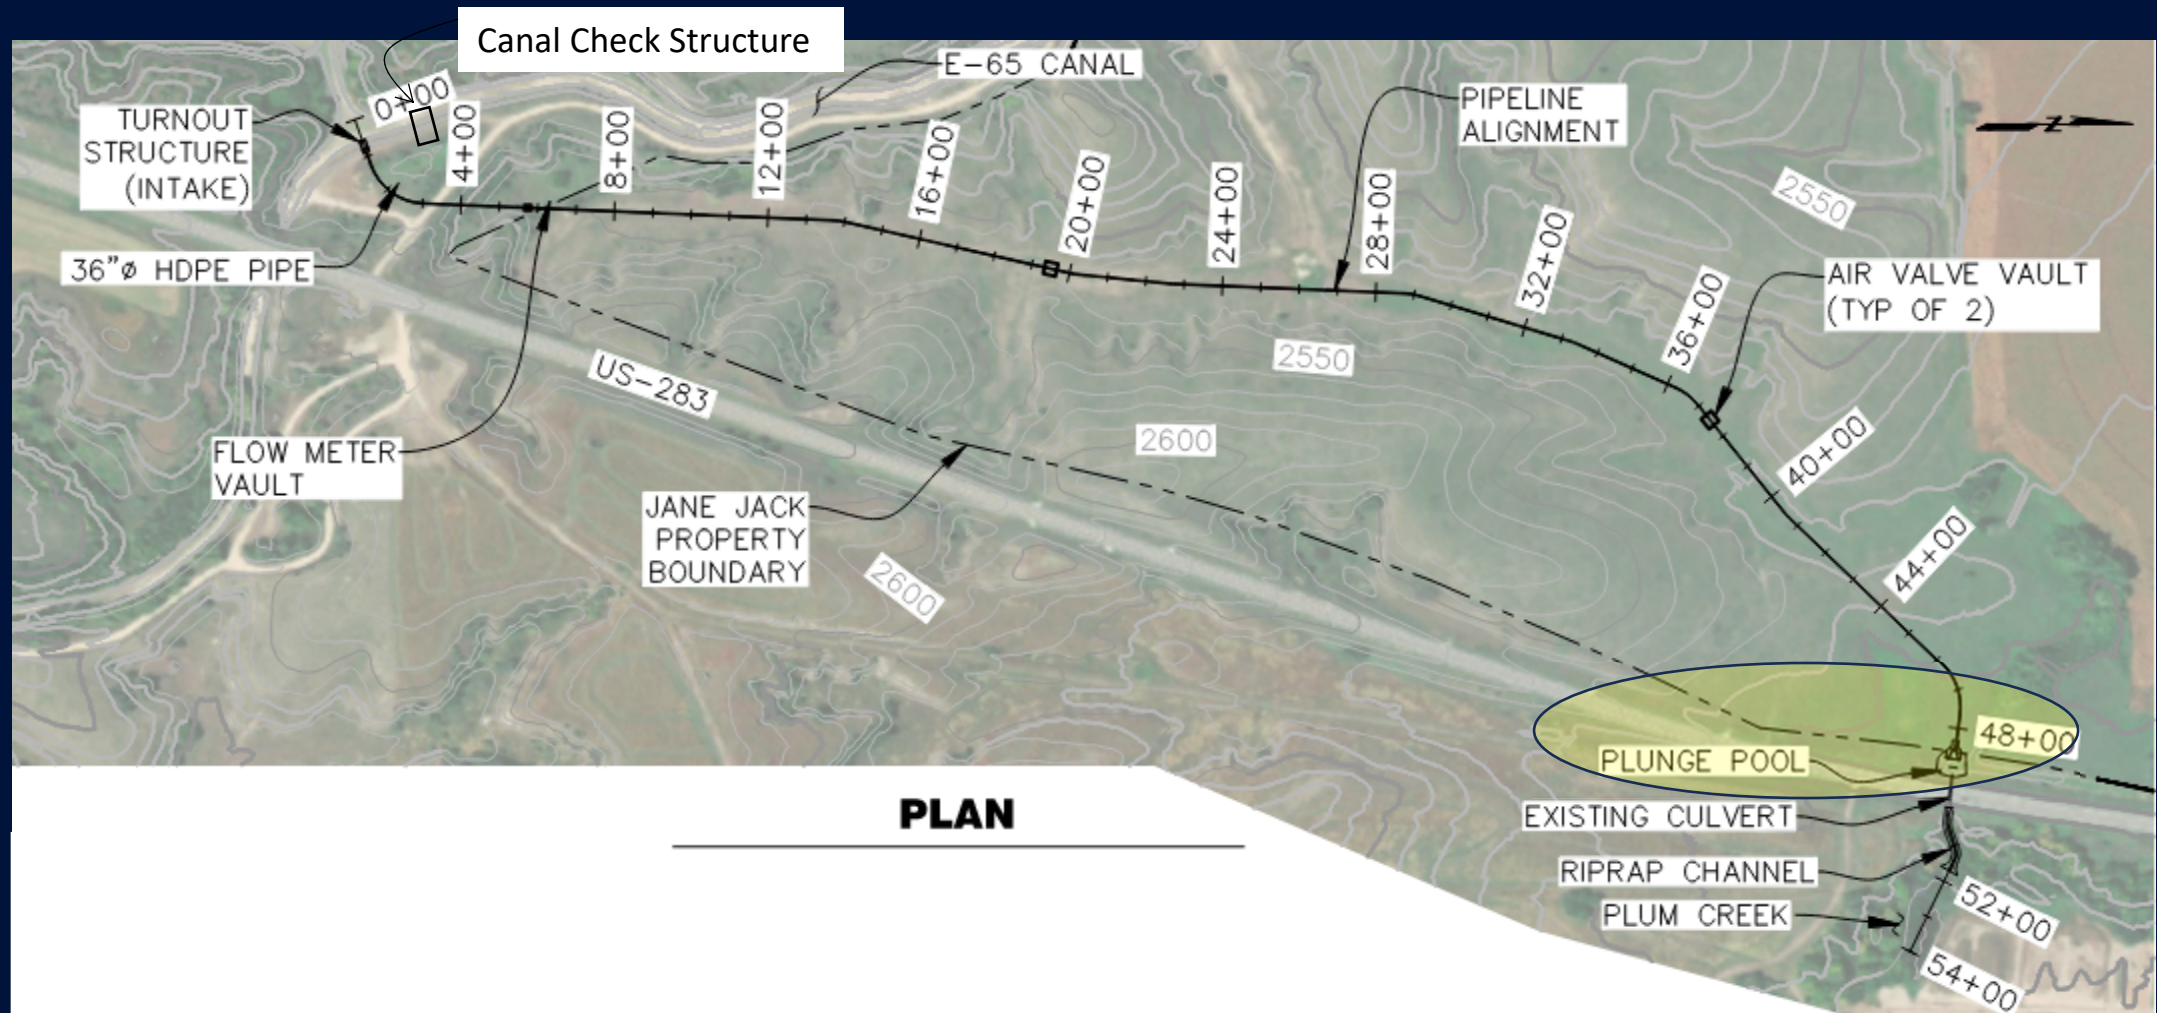 Canal Check Structure
E-65 CANAL
0+00
TURNOUT
STRUCTURE
(INTAKE)
4+00
8+00
12+00
16+00
20+00
24+00
28+00
32+00
36+00
PIPELINE
ALIGNMENT
Z
2550
36"ø HDPE PIPE
AIR VALVE VAULT
(TYP OF 2)
US-283
2550
2600
40+00
FLOW METER
VAULT
JANE JACK
PROPERTY
BOUNDARY
2600
44+00
48+00
PLUNGE POOL
PLAN
EXISTING CULVERT
RIPRAP CHANNEL
PLUM CREEK
52+00
54+00